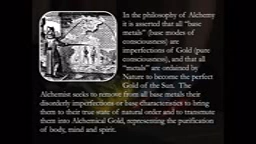 In the philosophy of Alchemy
it is asserted that all "base
metals" (base modes of
consciousness) are
imperfections of Gold (pure
consciousness), and that all
"metals" are ordained by
Nature to become the perfect
Gold of the Sun. The
Alchemist seeks to remove from all base metals their
disorderly imperfections or base characteristics to bring
them to their true state of natural order and to transmute
them into Alchemical Gold, representing the purification
of body, mind and spirit.